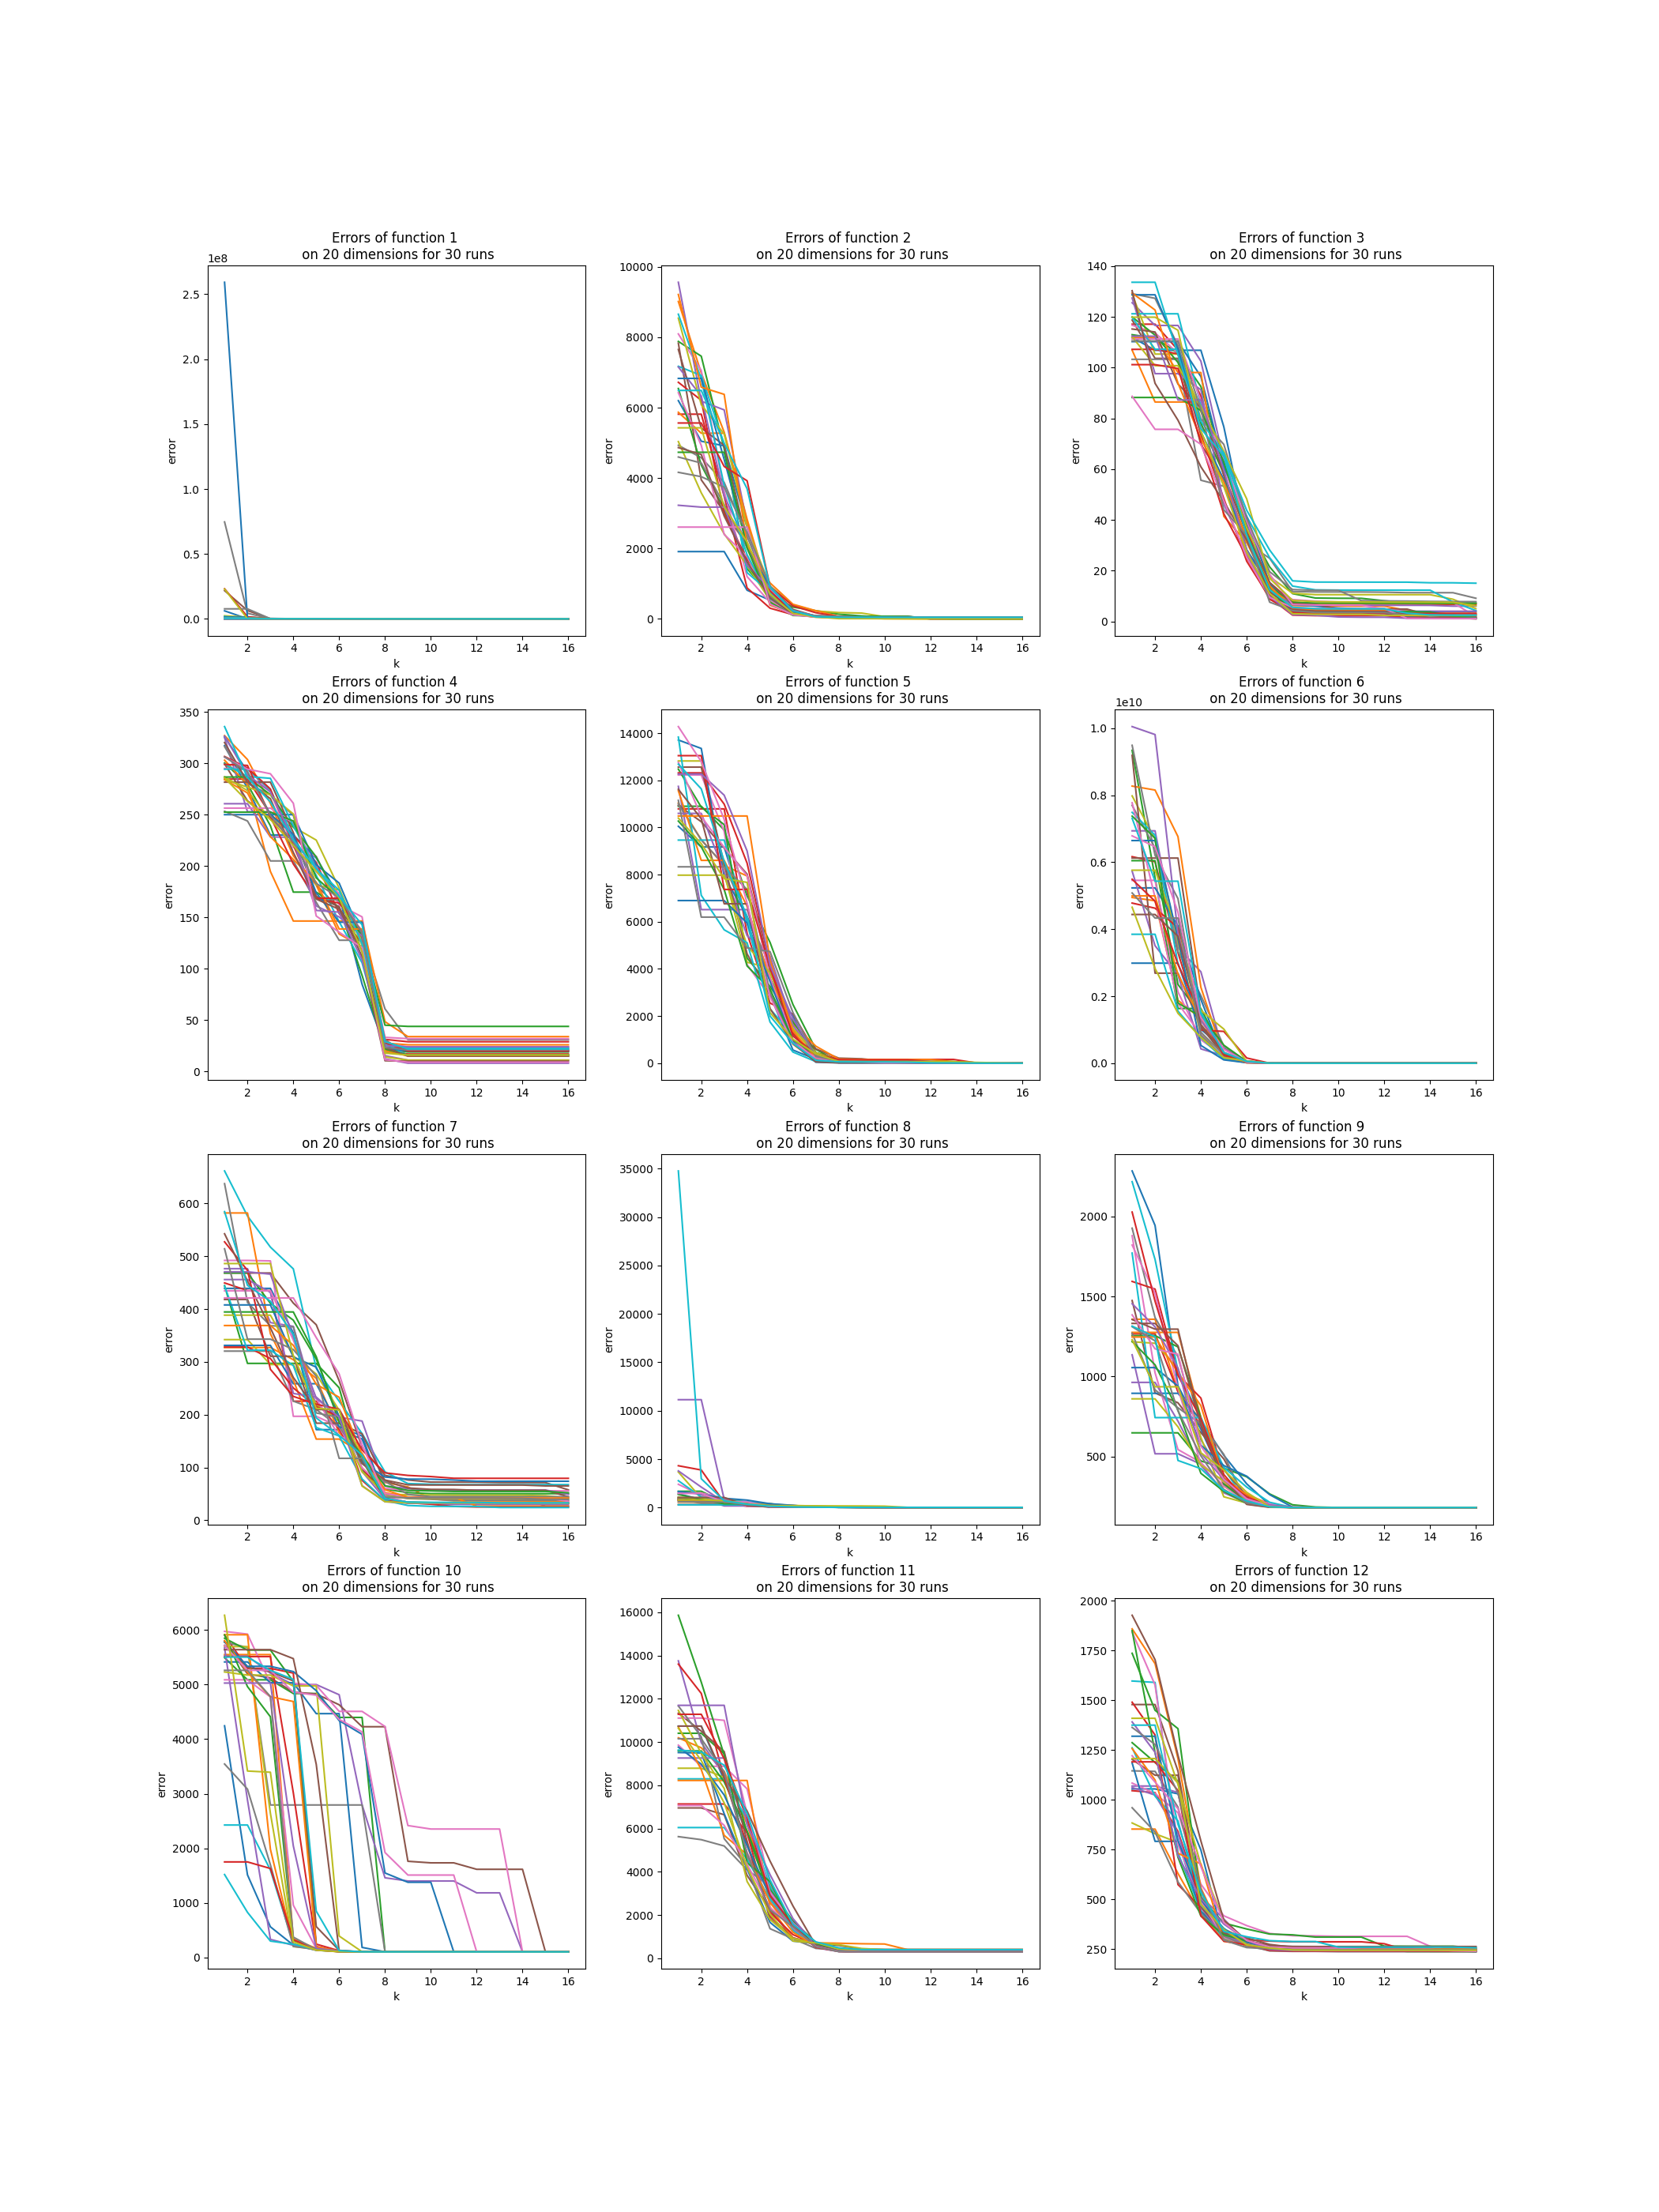 Errors of function 1
on 20 dimensions for 30 runs
1e8
2.5
2.0
1.5
1.0
0.5
0.0
error
2 4 6 8 10 12 14 16
k
Errors of function 2
on 20 dimensions for 30 runs
10000
8000
6000
4000
2000
0
error
2 4 6 8 10 12 14 16
k
Errors of function 3
on 20 dimensions for 30 runs
140
120
100
80
60
40
20
0
error
2 4 6 8 10 12 14 16
k
Errors of function 4
on 20 dimensions for 30 runs
350
300
250
200
150
100
50
0
error
2 4 6 8 10 12 14 16
k
Errors of function 5
on 20 dimensions for 30 runs
14000
12000
10000
8000
6000
4000
2000
0
error
2 4 6 8 10 12 14 16
k
Errors of function 6
on 20 dimensions for 30 runs
1e10
1.0
0.8
0.6
0.4
0.2
0.0
error
2 4 6 8 10 12 14 16
k
Errors of function 7
on 20 dimensions for 30 runs
600
500
400
300
200
100
0
error
2 4 6 8 10 12 14 16
k
Errors of function 8
on 20 dimensions for 30 runs
35000
30000
25000
20000
15000
10000
5000
0
error
2 4 6 8 10 12 14 16
k
Errors of function 9
on 20 dimensions for 30 runs
2000
1500
1000
500
error
2 4 6 8 10 12 14 16
k
Errors of function 10
on 20 dimensions for 30 runs
6000
5000
4000
3000
2000
1000
0
error
2 4 6 8 10 12 14 16
k
Errors of function 11
on 20 dimensions for 30 runs
16000
14000
12000
10000
8000
6000
4000
2000
0
error
2 4 6 8 10 12 14 16
k
Errors of function 12
on 20 dimensions for 30 runs
2000
1750
1500
1250
1000
750
500
250
error
2 4 6 8 10 12 14 16
k